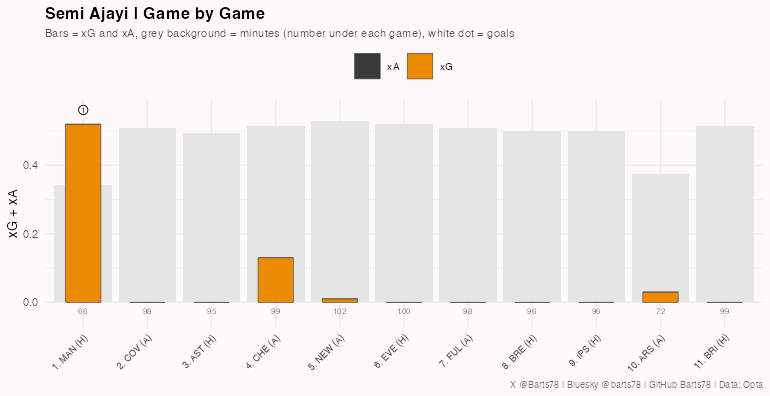 Semi Ajayi | Game by Game
Bars = xG and xA, grey background = minutes (number under each game), white dot = goals
xA xG
1
xG + xA
0.4
0.2
0.0
66 98 95 99 102 100 98 96 96 72 99
1. MAN (H) 2. COV (A) 3. AST (H) 4. CHE (A) 5. NEW (A) 6. EVE (H) 7. FUL (A) 8. BRE (H) 9. IPS (H) 10. ARS (A) 11. BRI (H)
X @Barts78 | Bluesky @barts78 | GitHub Barts78 | Data: Opta